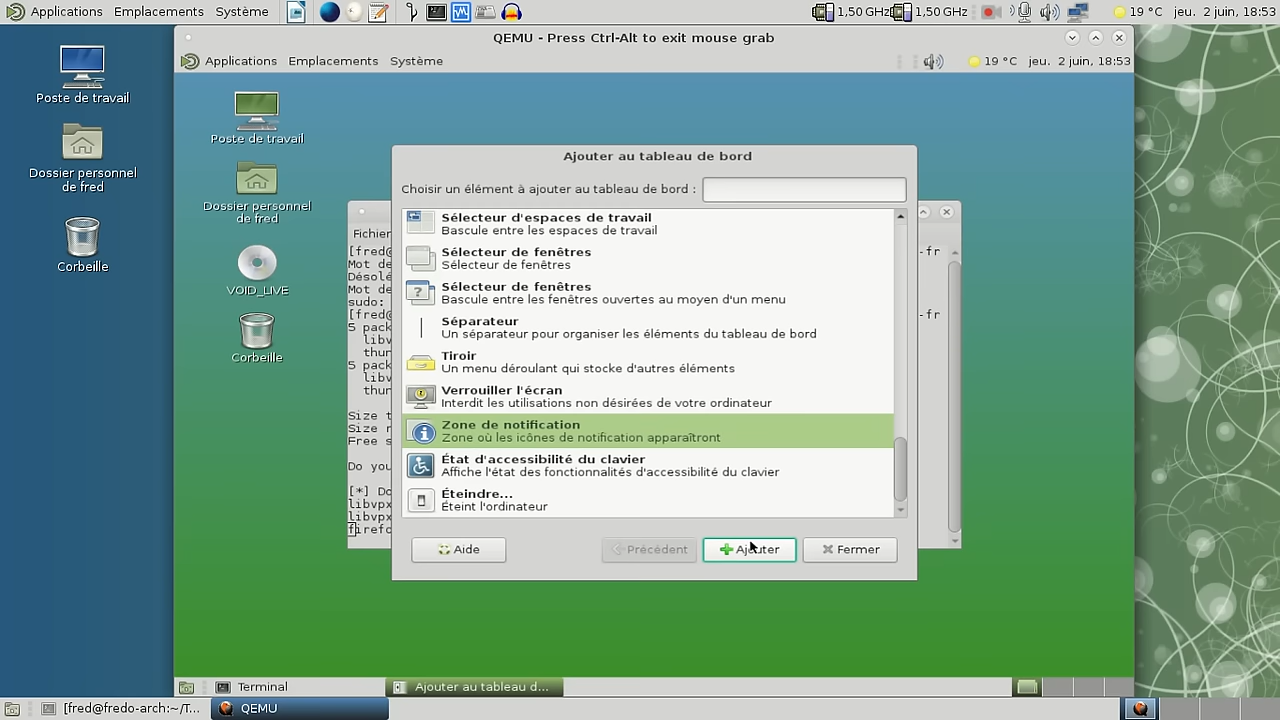 Applications Emplacements Système 1,50 GHz 1,50 GHz 19 °C jeu. 2 juin, 18:53
QEMU - Press Ctrl-Alt to exit mouse grab
Applications Emplacements Système 19 °C jeu. 2 juin, 18:53
Poste de travail
Dossier personnel
de fred
Corbeille
Poste de travail
Dossier personnel
de fred
VOID_LIVE
Corbeille
Fichier
[fred@ -fr
Mot de
Désolé
Mot de
sudo:
[fred@ -fr
5 pack
libv
thun
5 pack
libv
thun
Size t
Size r
Free s
Do you
[*] Do
libvpx
libvpx
firefo
Ajouter au tableau de bord
Choisir un élément à ajouter au tableau de bord :
Sélecteur d'espaces de travail
Bascule entre les espaces de travail
Sélecteur de fenêtres
Sélecteur de fenêtres
Sélecteur de fenêtres
Bascule entre les fenêtres ouvertes au moyen d'un menu
Séparateur
Un séparateur pour organiser les éléments du tableau de bord
Tiroir
Un menu déroulant qui stocke d'autres éléments
Verrouiller l'écran
Interdit les utilisations non désirées de votre ordinateur
Zone de notification
Zone où les icônes de notification apparaîtront
État d'accessibilité du clavier
Affiche l'état des fonctionnalités d'accessibilité du clavier
Éteindre...
Éteint l'ordinateur
Aide Précédent Ajouter Fermer
Terminal Ajouter au tableau d...
[fred@fredo-arch:~/T... QEMU